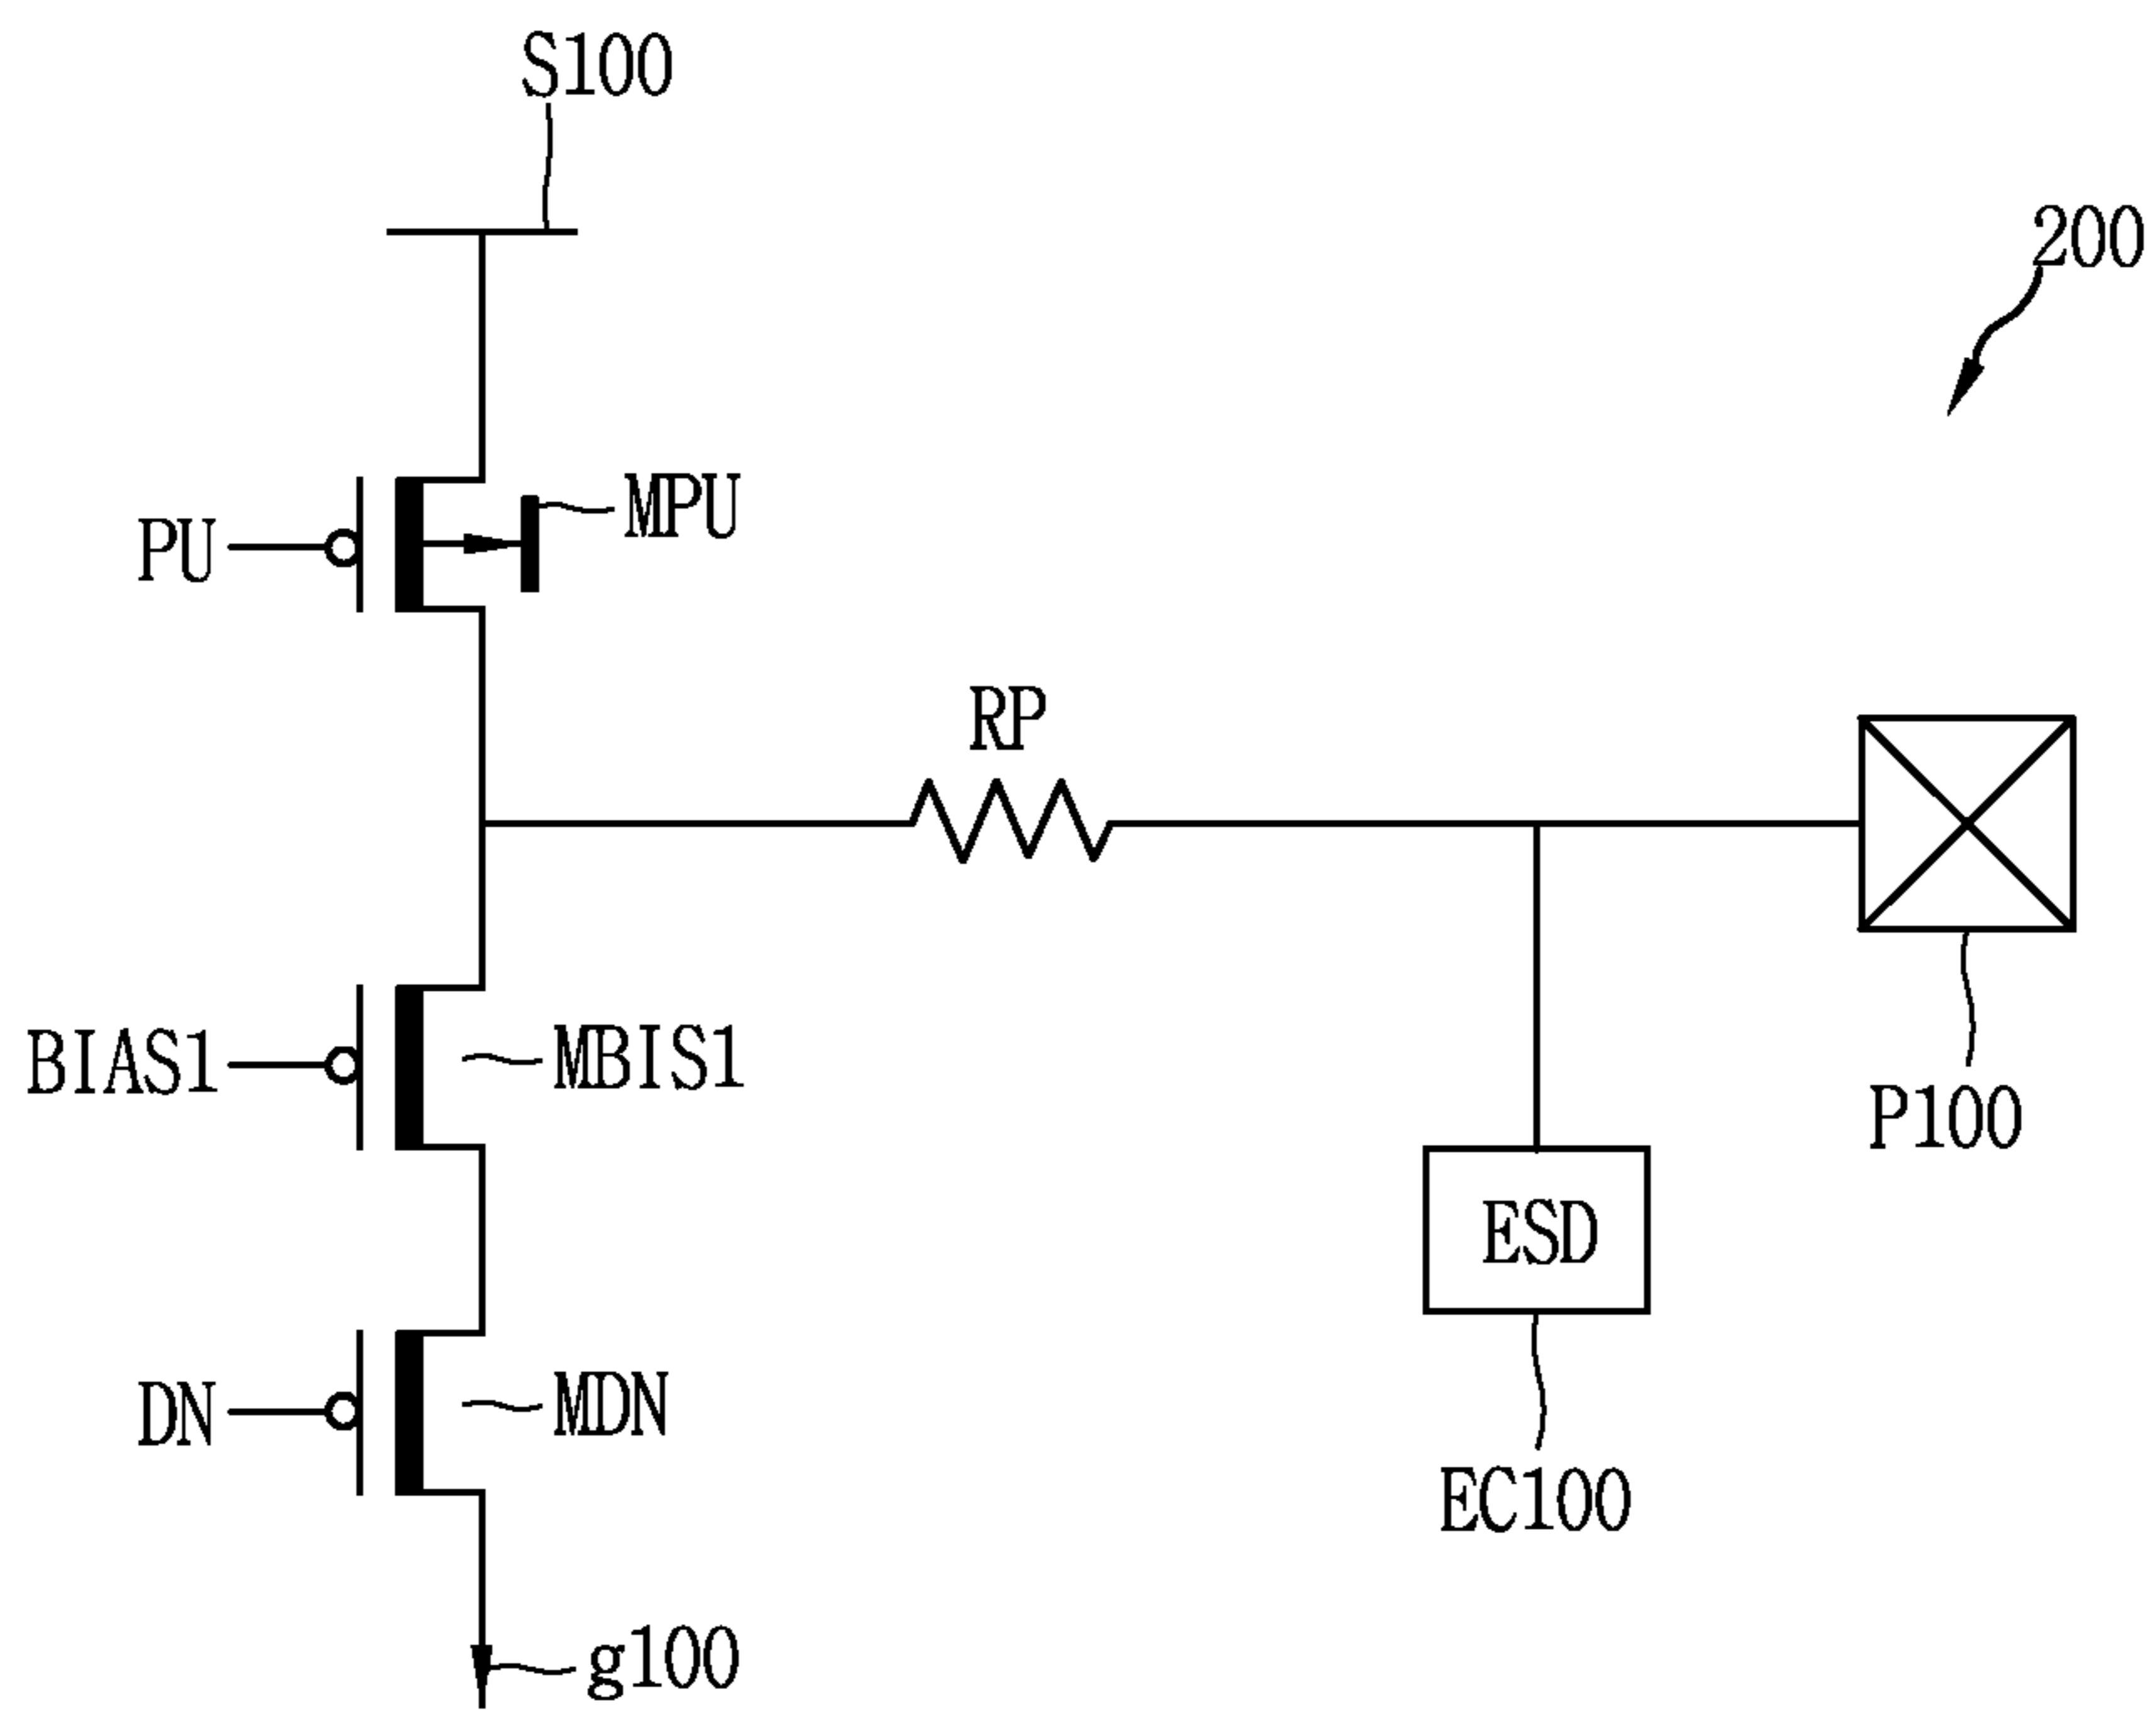 S100
200
PU
MPU
RP
BIAS1
MBIS1
P100
ESD
DN
MDN
EC100
g100